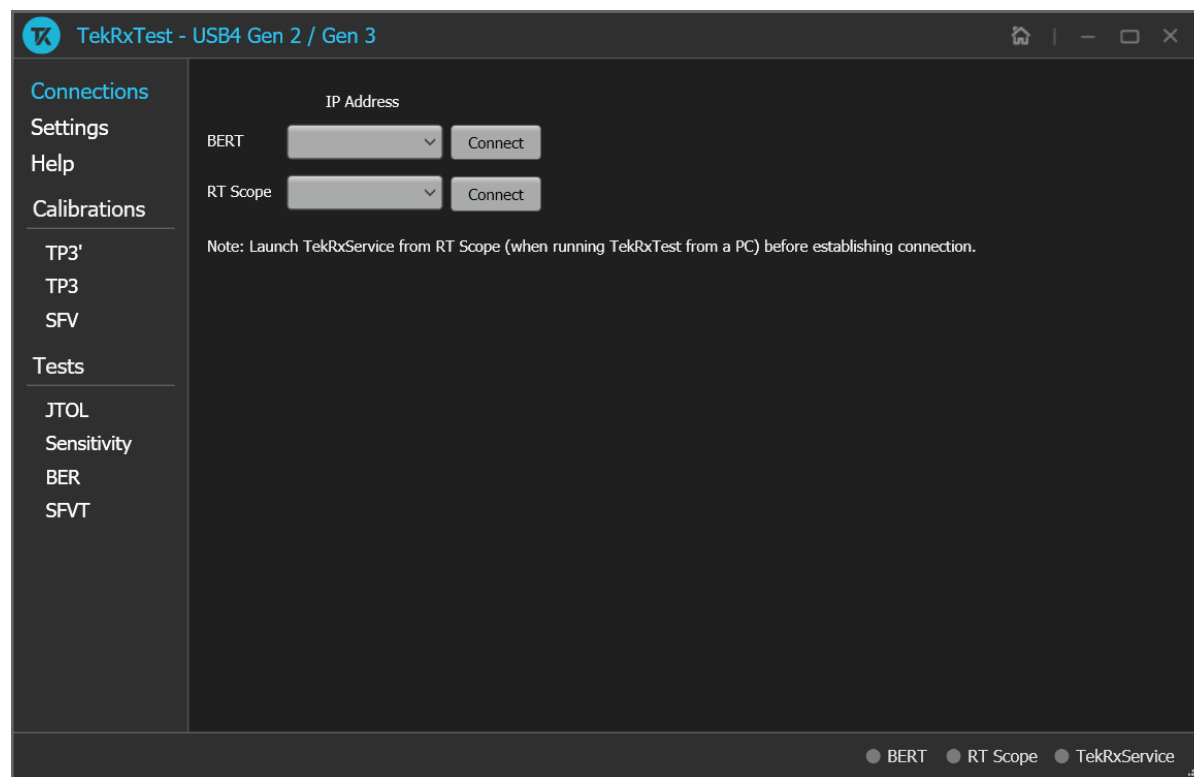 TK TekRxTest - USB4 Gen 2 / Gen 3
Connections
Settings
Help
Calibrations
TP3'
TP3
SFV
Tests
JTOL
Sensitivity
BER
SFVT
IP Address
BERT Connect
RT Scope Connect
Note: Launch TekRxService from RT Scope (when running TekRxTest from a PC) before establishing connection.
BERT RT Scope TekRxService